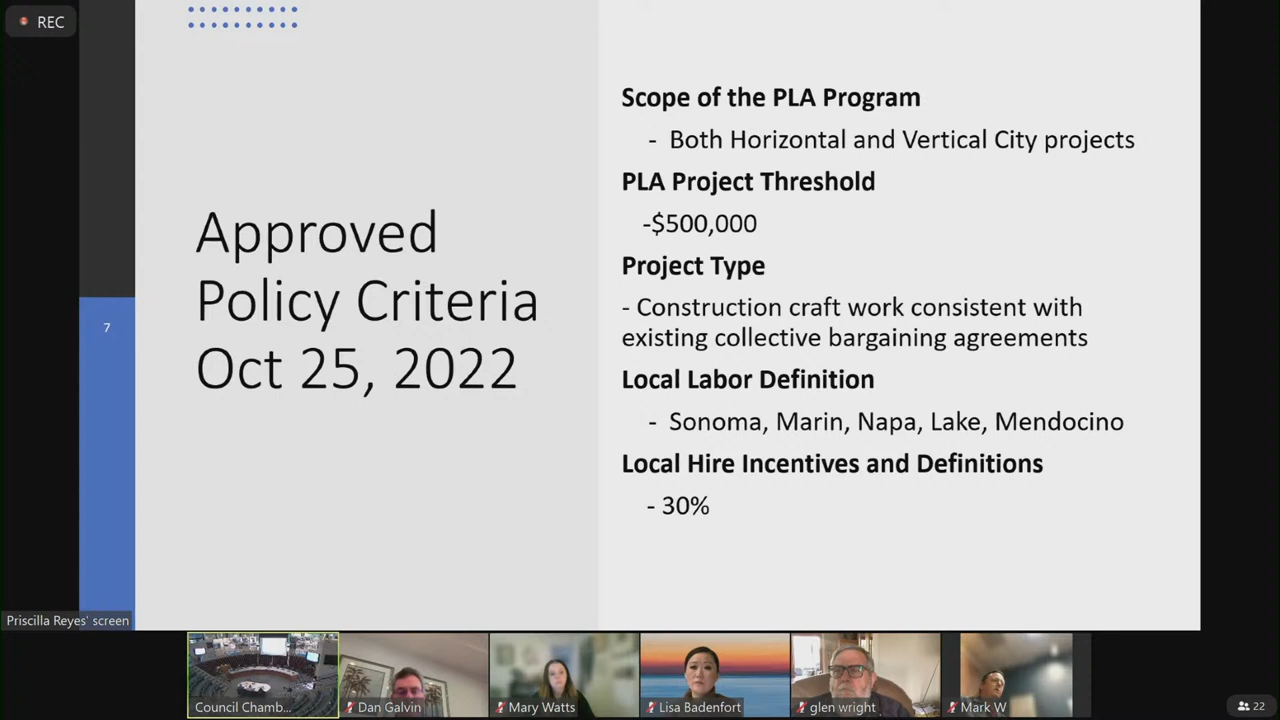 REC
7
Approved
Policy Criteria
Oct 25, 2022
Scope of the PLA Program
- Both Horizontal and Vertical City projects
PLA Project Threshold
-$500,000
Project Type
- Construction craft work consistent with
existing collective bargaining agreements
Local Labor Definition
- Sonoma, Marin, Napa, Lake, Mendocino
Local Hire Incentives and Definitions
- 30%
Priscilla Reyes' screen
Council Chamb...
Dan Galvin
Mary Watts
Lisa Badenfort
glen wright
Mark W
22